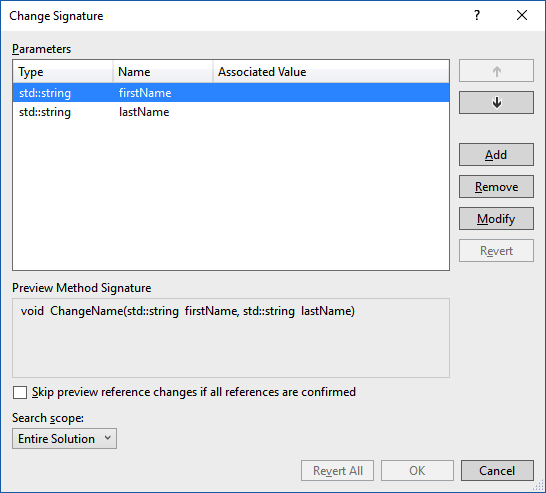 Change Signature
?
Parameters
Type Name Associated Value
std::string firstName
std::string lastName
Add
Remove
Modify
Revert
Preview Method Signature
void ChangeName(std::string firstName, std::string lastName)
Skip preview reference changes if all references are confirmed
Search scope:
Entire Solution
Revert All OK Cancel